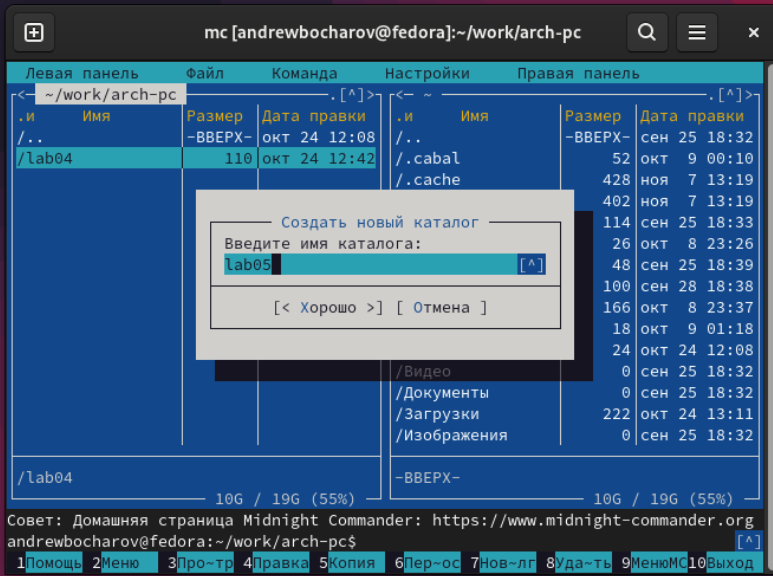 mc [andrewbocharov@fedora]:~/work/arch-pc
Левая панель Файл Команда Настройки Правая панель
<— ~/work/arch-pc .[^]>
.и Имя Размер Дата правки
/.. -ВВЕРХ- окт 24 12:08
/lab04 110 окт 24 12:42
<— ~ .[^]>
.и Имя Размер Дата правки
/.. -ВВЕРХ- сен 25 18:32
/.cabal 52 окт 9 00:10
/.cache 428 ноя 7 13:19
402 ноя 7 13:19
114 сен 25 18:33
26 окт 8 23:26
48 сен 25 18:39
100 сен 28 18:38
166 окт 8 23:37
18 окт 9 01:18
24 окт 24 12:08
/Видео 0 сен 25 18:32
/Документы 0 сен 25 18:32
/Загрузки 222 окт 24 13:11
/Изображения 0 сен 25 18:32
Создать новый каталог
Введите имя каталога:
lab05 [^]
[< Хорошо >] [ Отмена ]
/lab04
10G / 19G (55%)
-ВВЕРХ-
10G / 19G (55%)
Совет: Домашняя страница Midnight Commander: https://www.midnight-commander.org
andrewbocharov@fedora:~/work/arch-pc$ [^]
1Помощь 2Меню 3Про~тр 4Правка 5Копия 6Пер~ос 7Нов~лг 8Уда~ть 9МенюMC 10Выход